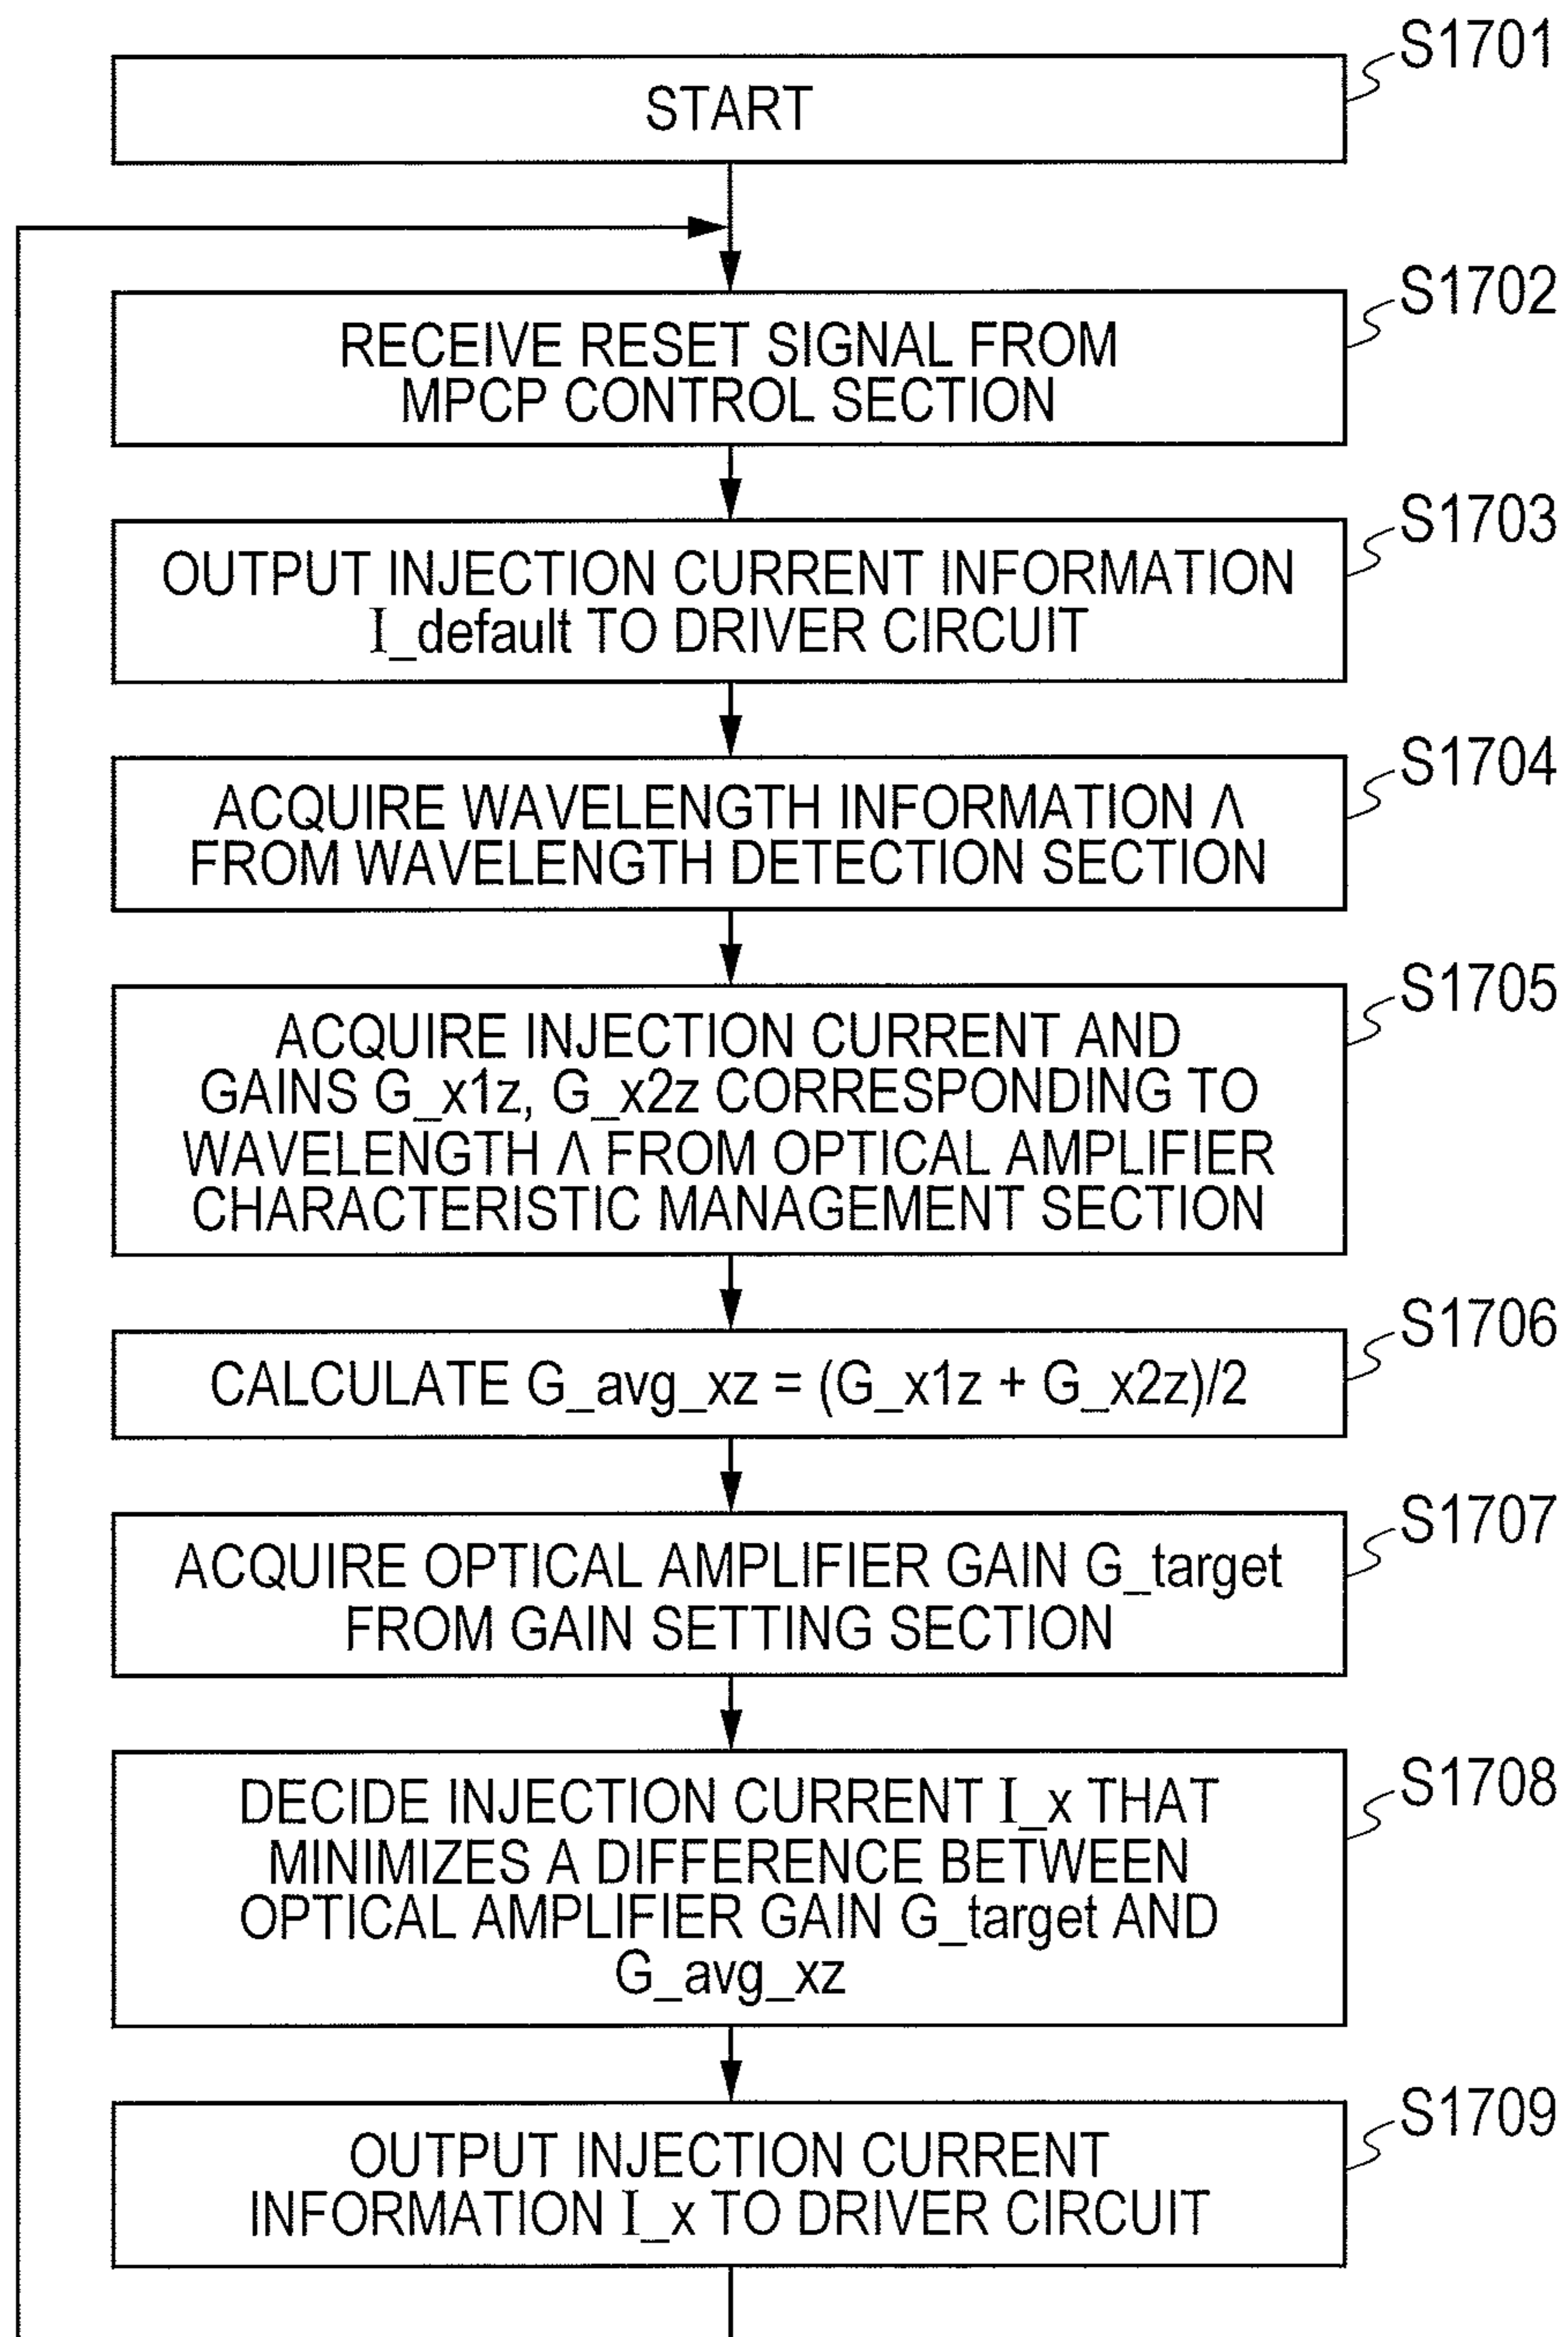 S1701
START
S1702
RECEIVE RESET SIGNAL FROM
MPCP CONTROL SECTION
S1703
OUTPUT INJECTION CURRENT INFORMATION
I_default TO DRIVER CIRCUIT
S1704
ACQUIRE WAVELENGTH INFORMATION Λ
FROM WAVELENGTH DETECTION SECTION
S1705
ACQUIRE INJECTION CURRENT AND
GAINS G_x1z, G_x2z CORRESPONDING TO
WAVELENGTH Λ FROM OPTICAL AMPLIFIER
CHARACTERISTIC MANAGEMENT SECTION
S1706
CALCULATE G_avg_xz = (G_x1z + G_x2z)/2
S1707
ACQUIRE OPTICAL AMPLIFIER GAIN G_target
FROM GAIN SETTING SECTION
S1708
DECIDE INJECTION CURRENT I_x THAT
MINIMIZES A DIFFERENCE BETWEEN
OPTICAL AMPLIFIER GAIN G_target AND
G_avg_xz
S1709
OUTPUT INJECTION CURRENT
INFORMATION I_x TO DRIVER CIRCUIT